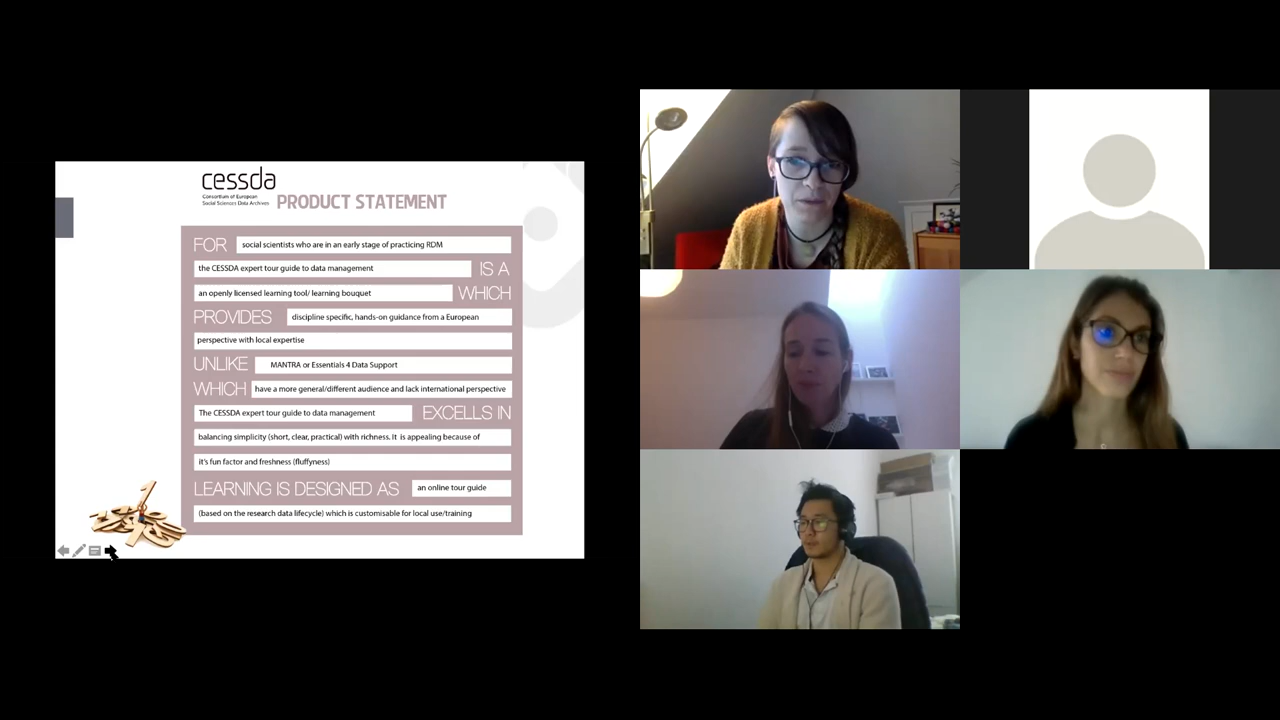 cessda
Consortium of European
Social Sciences Data Archives
PRODUCT STATEMENT
FOR social scientists who are in an early stage of practicing RDM
the CESSDA expert tour guide to data management IS A
an openly licensed learning tool/ learning bouquet WHICH
PROVIDES discipline specific, hands-on guidance from a European
perspective with local expertise
UNLIKE MANTRA or Essentials 4 Data Support
WHICH have a more general/different audience and lack international perspective
The CESSDA expert tour guide to data management EXCELLS IN
balancing simplicity (short, clear, practical) with richness. It is appealing because of
it's fun factor and freshness (fluffyness)
LEARNING IS DESIGNED AS an online tour guide
(based on the research data lifecycle) which is customisable for local use/training
1